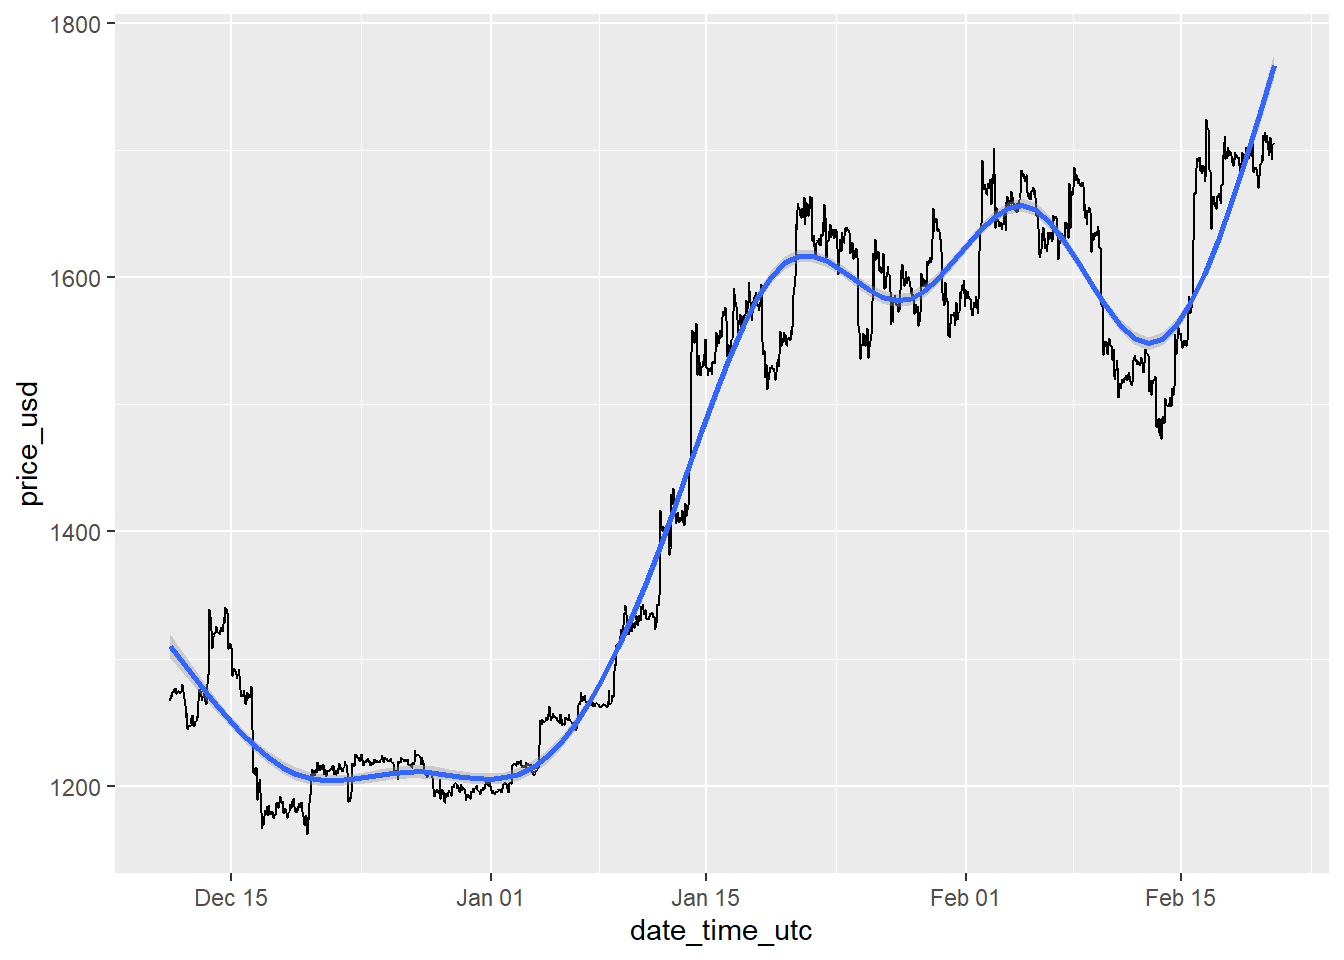 1800
1600
1400
1200
price_usd
Dec 15
Jan 01
Jan 15
Feb 01
Feb 15
date_time_utc